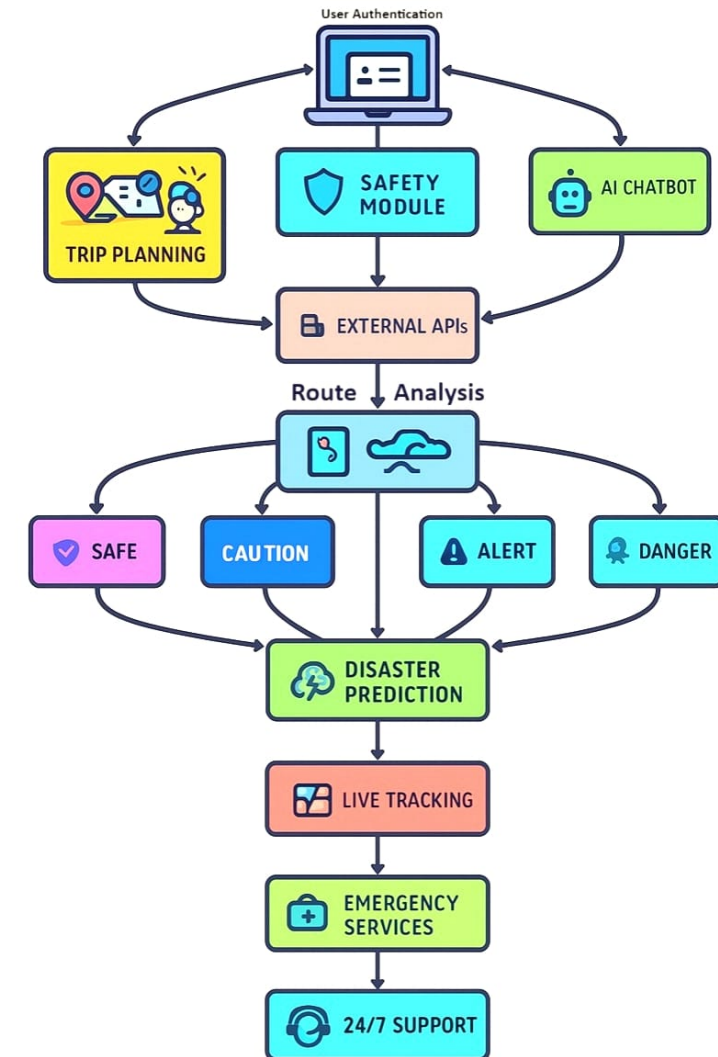 User Authentication
SAFETY
MODULE
AI CHATBOT
TRIP PLANNING
EXTERNAL APIs
Route Analysis
SAFE
CAUTION
ALERT
DANGER
DISASTER
PREDICTION
LIVE TRACKING
EMERGENCY
SERVICES
24/7 SUPPORT